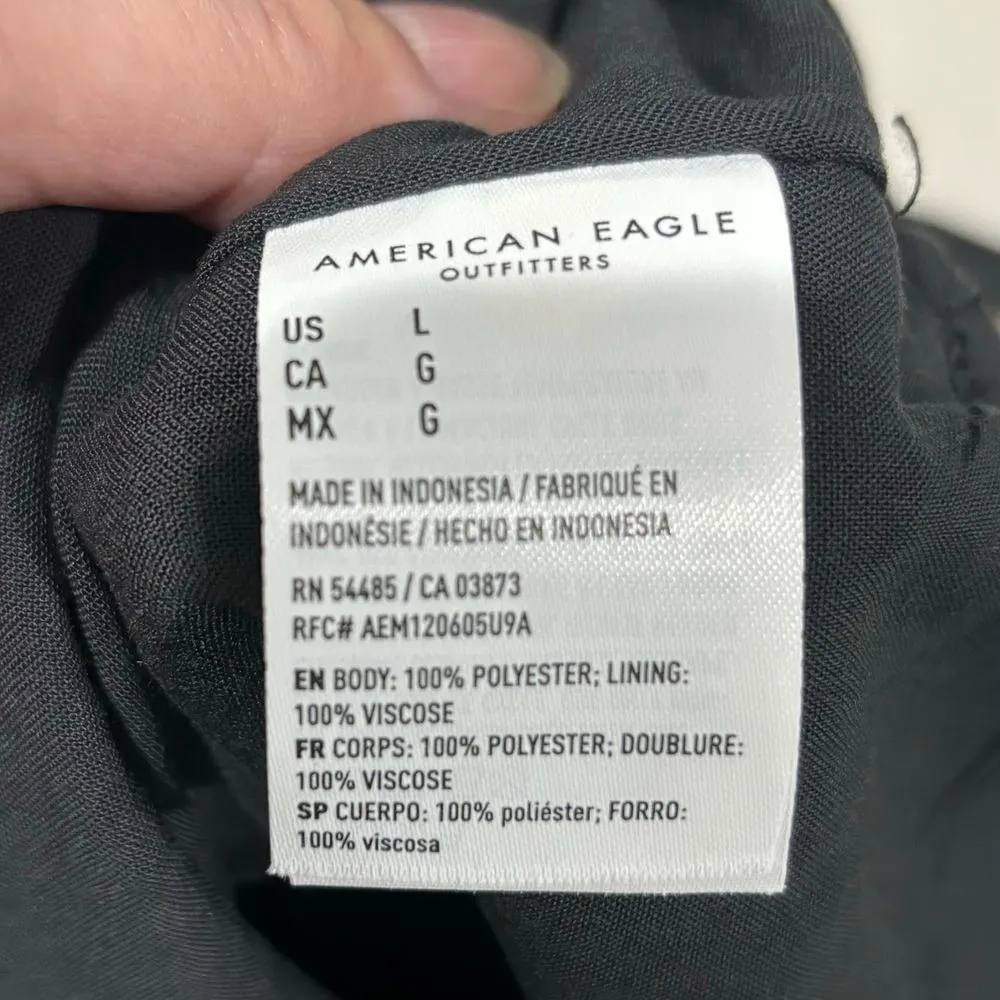 AMERICAN EAGLE
OUTFITTERS
US L
CA G
MX G
MADE IN INDONESIA / FABRIQUÉ EN
INDONÉSIE / HECHO EN INDONESIA
RN 54485 / CA 03873
RFC# AEM120605U9A
EN BODY: 100% POLYESTER; LINING:
100% VISCOSE
FR CORPS: 100% POLYESTER; DOUBLURE:
100% VISCOSE
SP CUERPO: 100% poliéster; FORRO:
100% viscosa